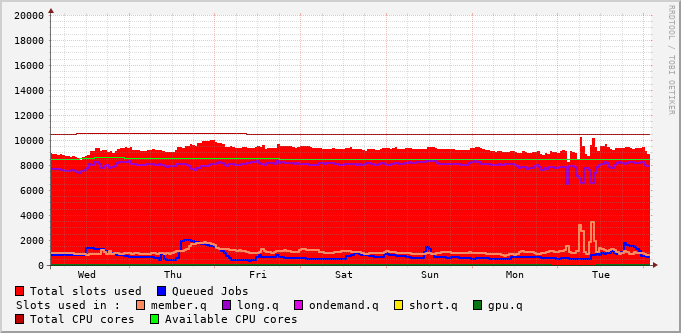 RRDTOOL / TOBI OETIKER
20000
18000
16000
14000
12000
10000
8000
6000
4000
2000
0
Wed Thu Fri Sat Sun Mon Tue
Total slots used Queued Jobs
Slots used in : member.q long.q ondemand.q short.q gpu.q
Total CPU cores Available CPU cores